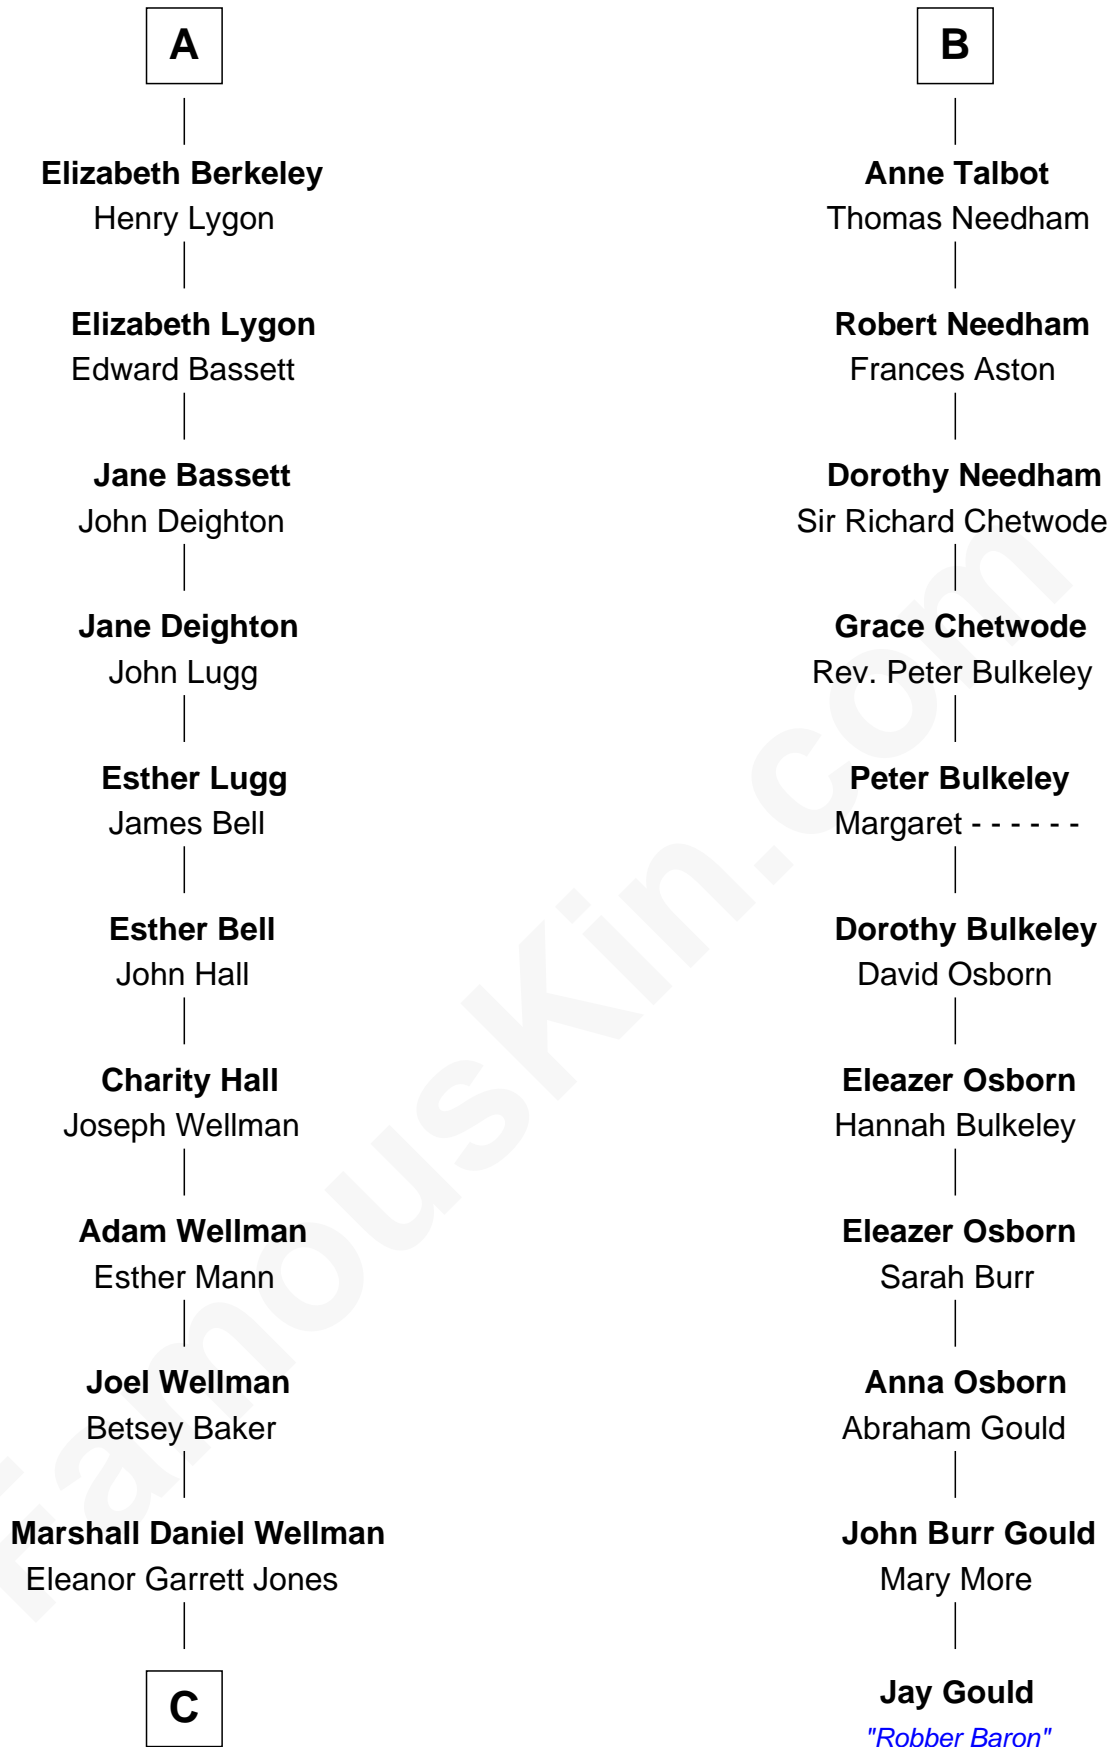 A
Elizabeth Berkeley
Henry Lygon
Elizabeth Lygon
Edward Bassett
Jane Bassett
John Deighton
Jane Deighton
John Lugg
Esther Lugg
James Bell
Esther Bell
John Hall
Charity Hall
Joseph Wellman
Adam Wellman
Esther Mann
Joel Wellman
Betsey Baker
Marshall Daniel Wellman
Eleanor Garrett Jones
C
B
Anne Talbot
Thomas Needham
Robert Needham
Frances Aston
Dorothy Needham
Sir Richard Chetwode
Grace Chetwode
Rev. Peter Bulkeley
Peter Bulkeley
Margaret - - - - - -
Dorothy Bulkeley
David Osborn
Eleazer Osborn
Hannah Bulkeley
Eleazer Osborn
Sarah Burr
Anna Osborn
Abraham Gould
John Burr Gould
Mary More
Jay Gould
"Robber Baron"
FamousKin.com